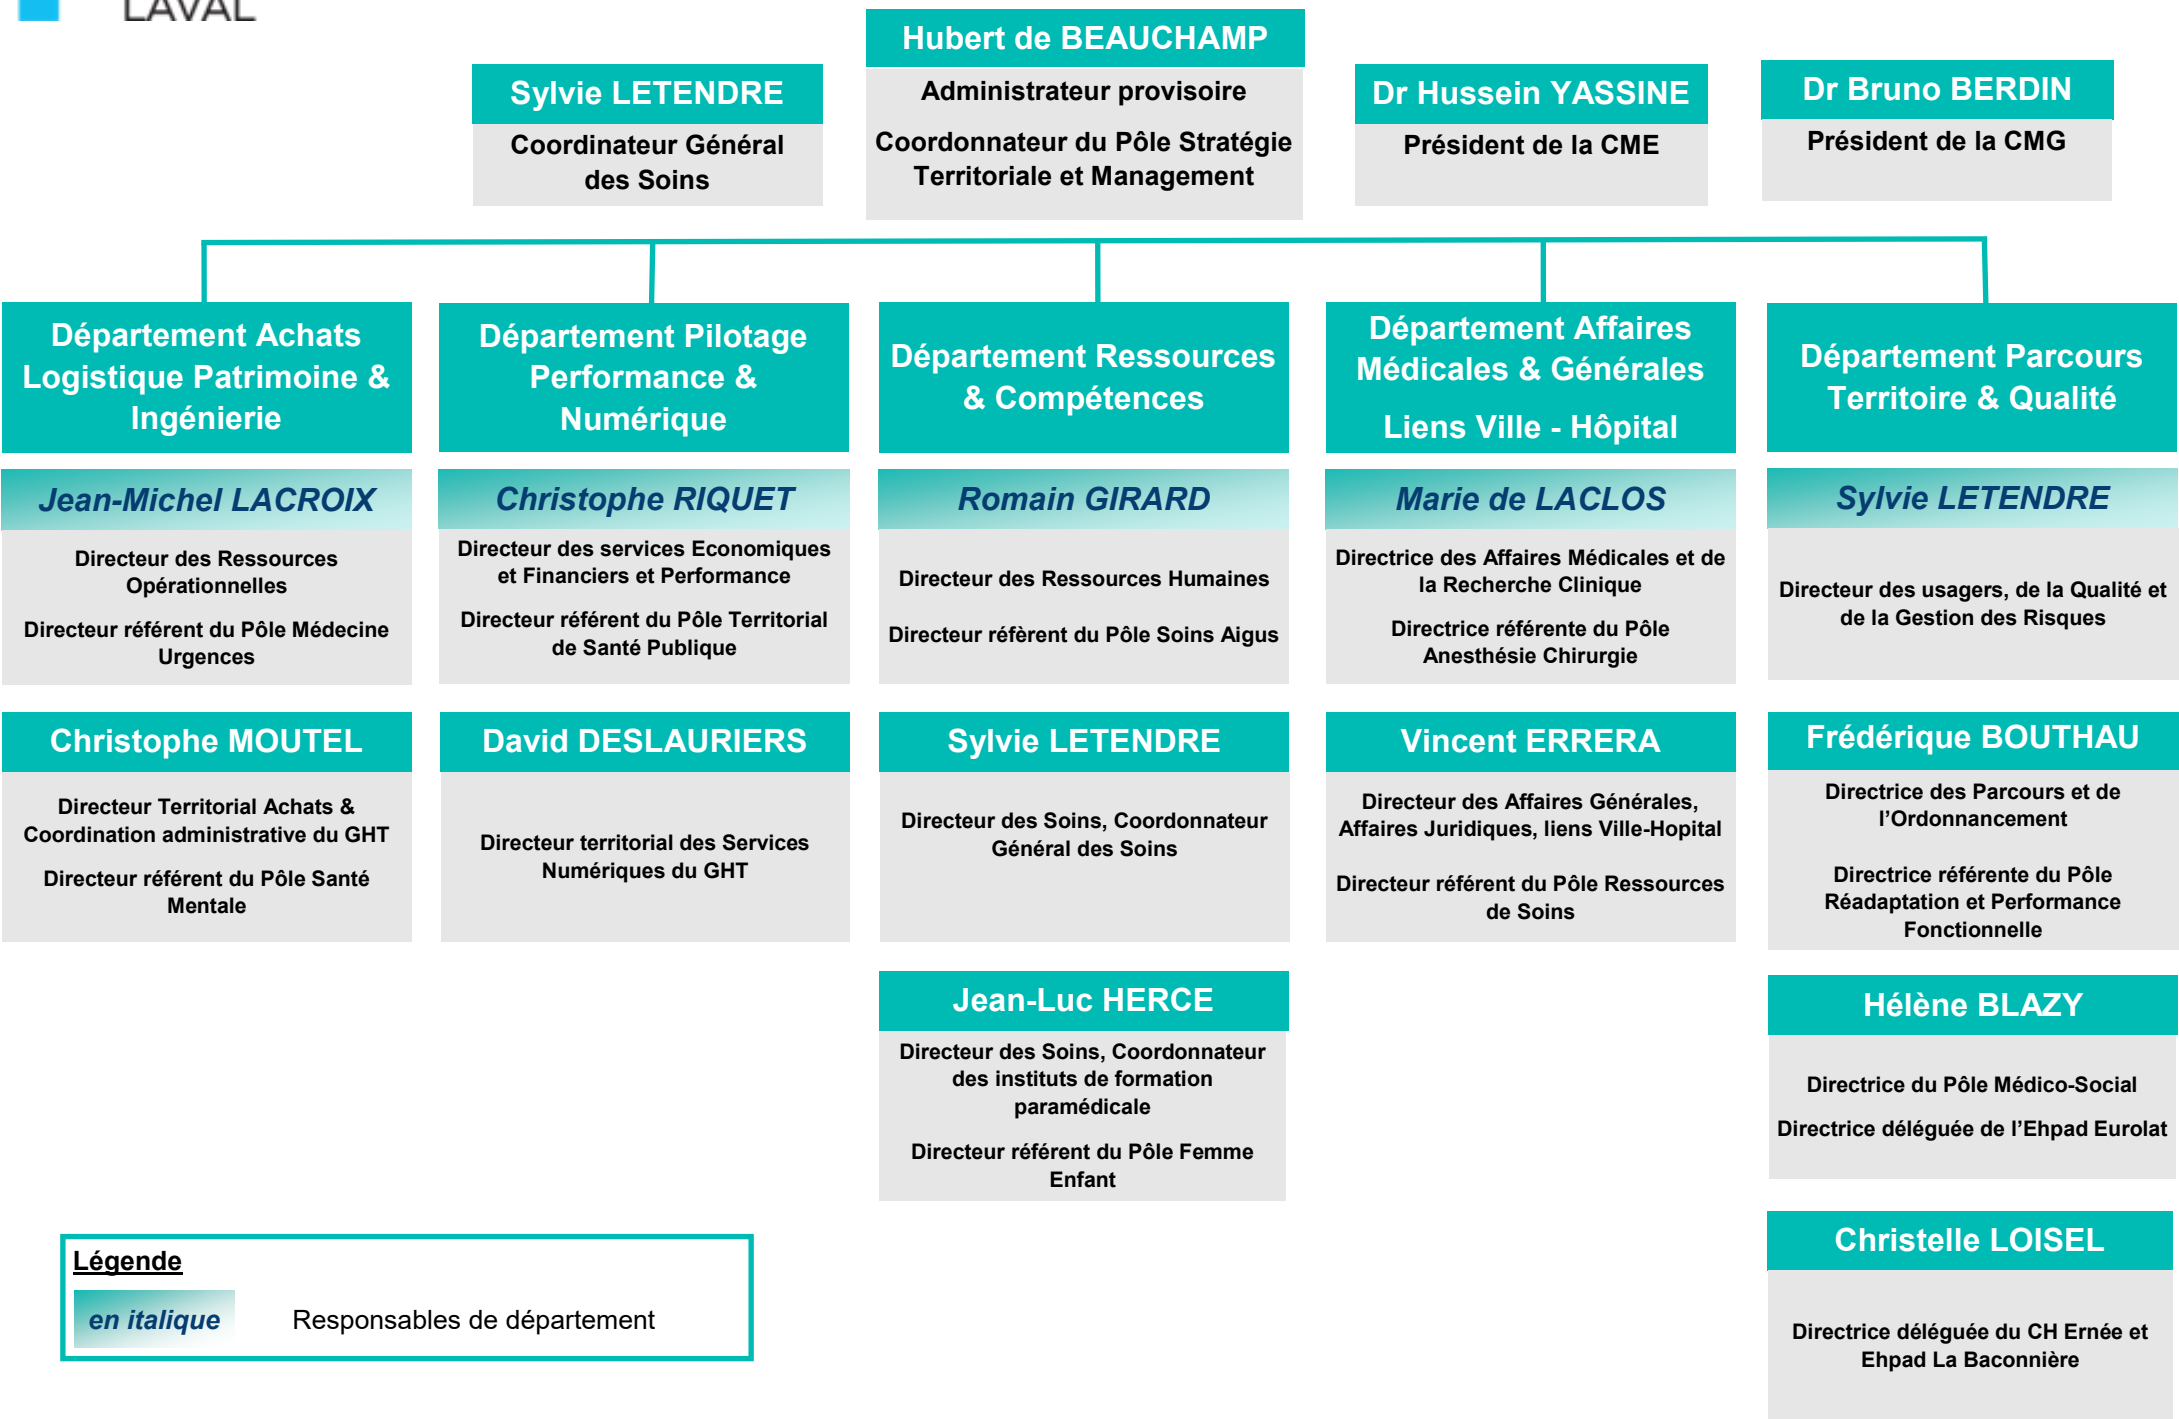 LAVAL
Hubert de BEAUCHAMP
Administrateur provisoire
Coordonnateur du Pôle Stratégie
Territoriale et Management
Sylvie LETENDRE
Coordinateur Général
des Soins
Dr Hussein YASSINE
Président de la CME
Dr Bruno BERDIN
Président de la CMG
Département Achats
Logistique Patrimoine &
Ingénierie
Jean-Michel LACROIX
Directeur des Ressources
Opérationnelles
Directeur référent du Pôle Médecine
Urgences
Christophe MOUTEL
Directeur Territorial Achats &
Coordination administrative du GHT
Directeur référent du Pôle Santé
Mentale
Département Pilotage
Performance &
Numérique
Christophe RIQUET
Directeur des services Economiques
et Financiers et Performance
Directeur référent du Pôle Territorial
de Santé Publique
David DESLAURIERS
Directeur territorial des Services
Numériques du GHT
Département Ressources
& Compétences
Romain GIRARD
Directeur des Ressources Humaines
Directeur réfèrent du Pôle Soins Aigus
Sylvie LETENDRE
Directeur des Soins, Coordonnateur
Général des Soins
Jean-Luc HERCE
Directeur des Soins, Coordonnateur
des instituts de formation
paramédicale
Directeur référent du Pôle Femme
Enfant
Département Affaires
Médicales & Générales
Liens Ville - Hôpital
Marie de LACLOS
Directrice des Affaires Médicales et de
la Recherche Clinique
Directrice référente du Pôle
Anesthésie Chirurgie
Vincent ERRERA
Directeur des Affaires Générales,
Affaires Juridiques, liens Ville-Hopital
Directeur référent du Pôle Ressources
de Soins
Département Parcours
Territoire & Qualité
Sylvie LETENDRE
Directeur des usagers, de la Qualité et
de la Gestion des Risques
Frédérique BOUTHAU
Directrice des Parcours et de
l’Ordonnancement
Directrice référente du Pôle
Réadaptation et Performance
Fonctionnelle
Hélène BLAZY
Directrice du Pôle Médico-Social
Directrice déléguée de l’Ehpad Eurolat
Christelle LOISEL
Directrice déléguée du CH Ernée et
Ehpad La Baconnière
Légende
en italique
Responsables de département